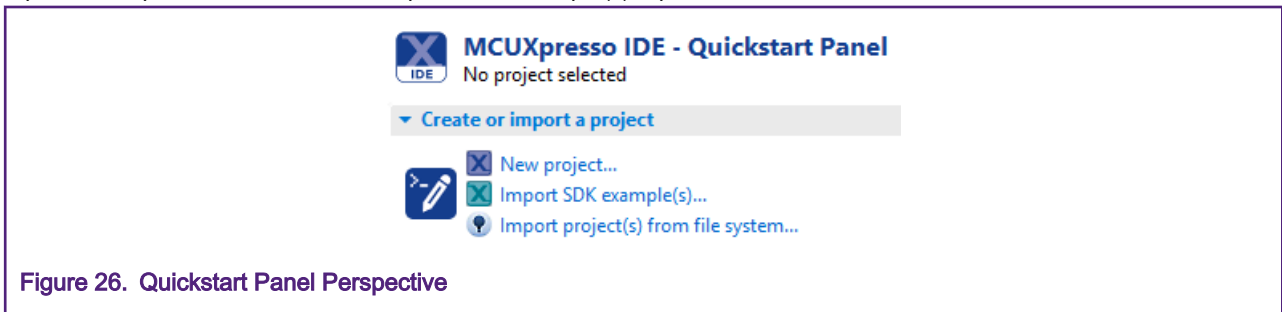 MCUXpresso IDE - Quickstart Panel
IDE
No project selected
Create or import a project
New project...
Import SDK example(s)...
Import project(s) from file system...
Figure 26. Quickstart Panel Perspective